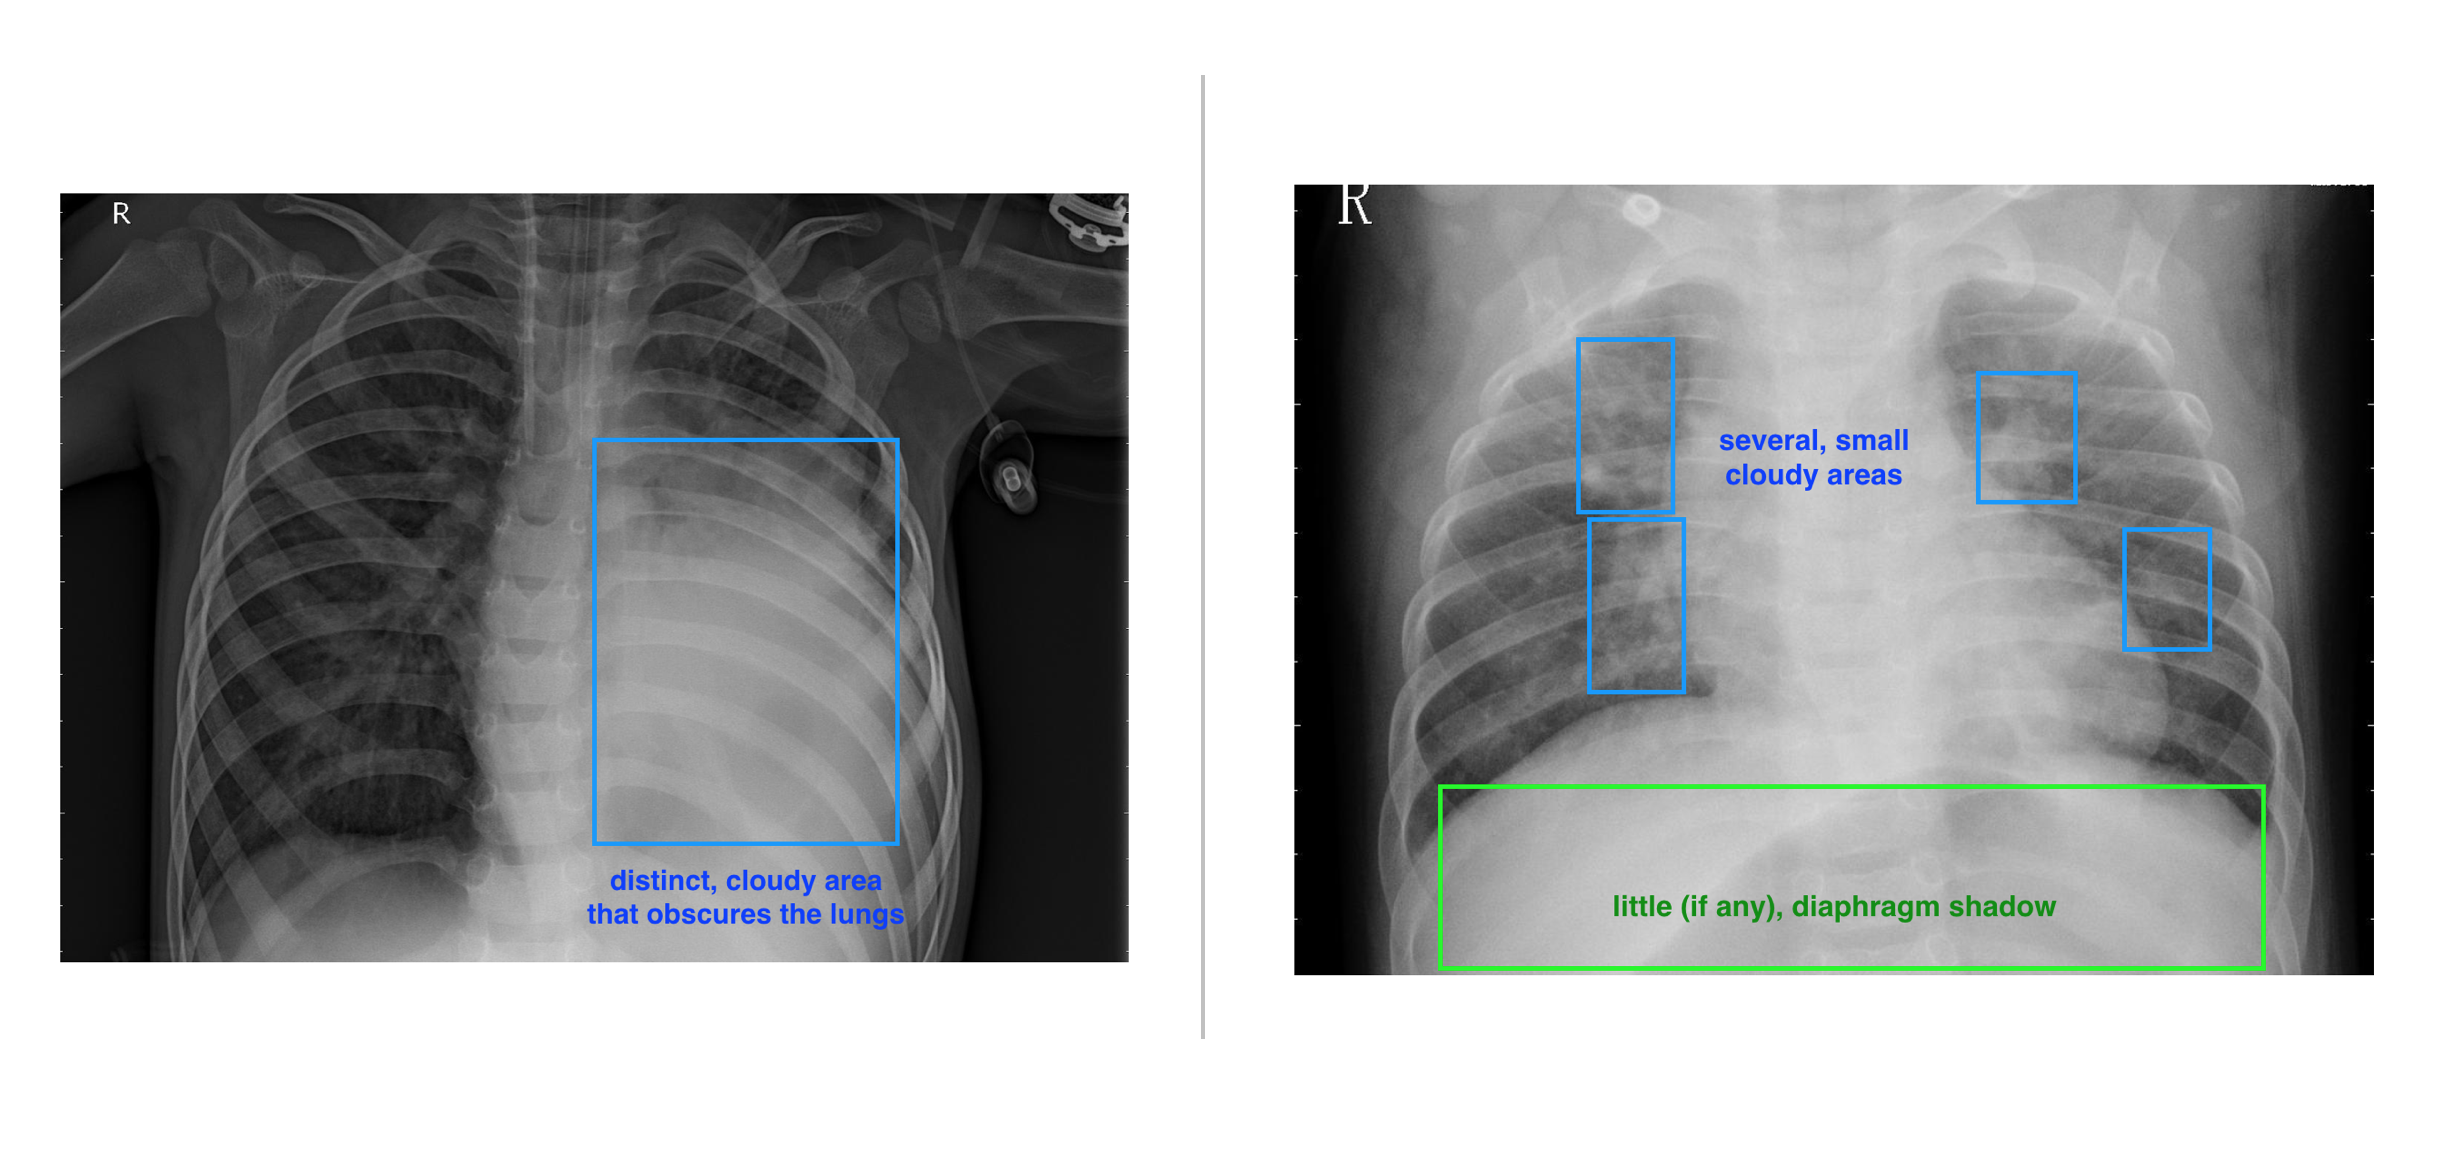 R
distinct, cloudy area
that obscures the lungs
R
several, small
cloudy areas
little (if any), diaphragm shadow